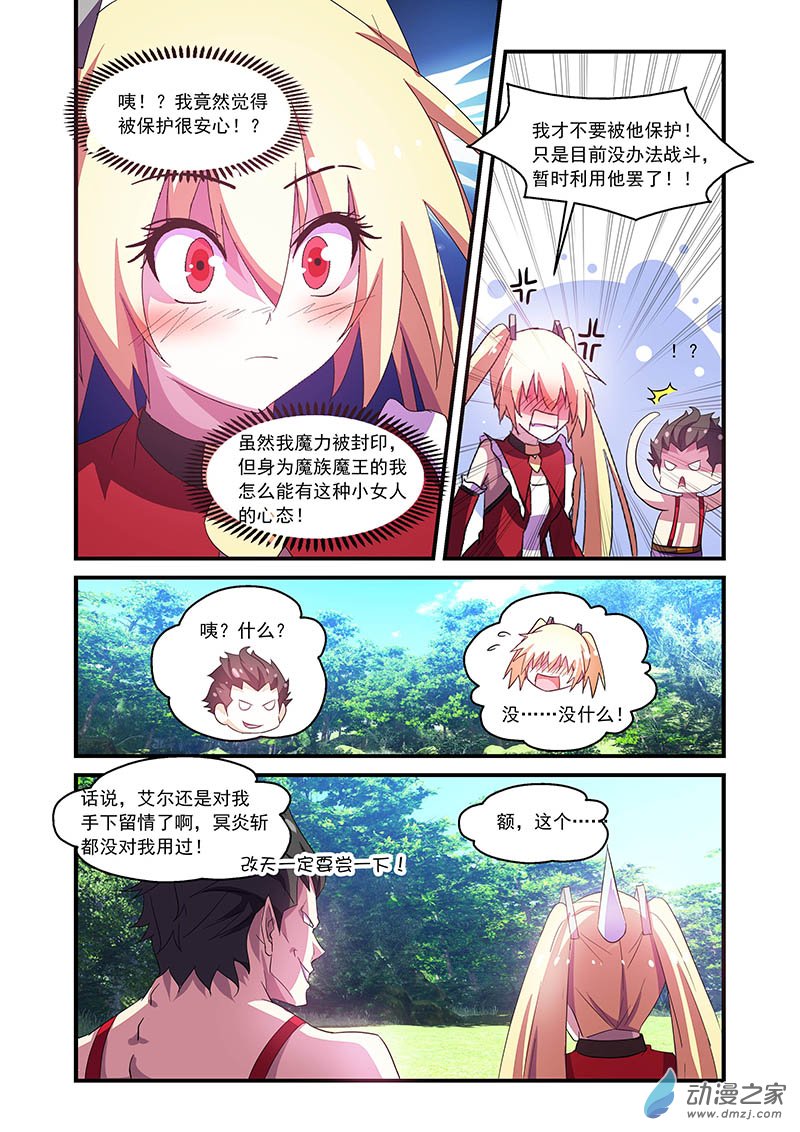 咦！？我竟然觉得
被保护很安心！？
虽然我魔力被封印，
但身为魔族魔王的我
怎么能有这种小女人
的心态！
我才不要被他保护！
只是目前没办法战斗，
暂时利用他罢了！！
！？
咦？什么？
没……没什么！
话说，艾尔还是对我
手下留情了啊，冥炎斩
都没对我用过！
改天一定要尝一下！
额，这个……
动漫之家
www.dmzj.com